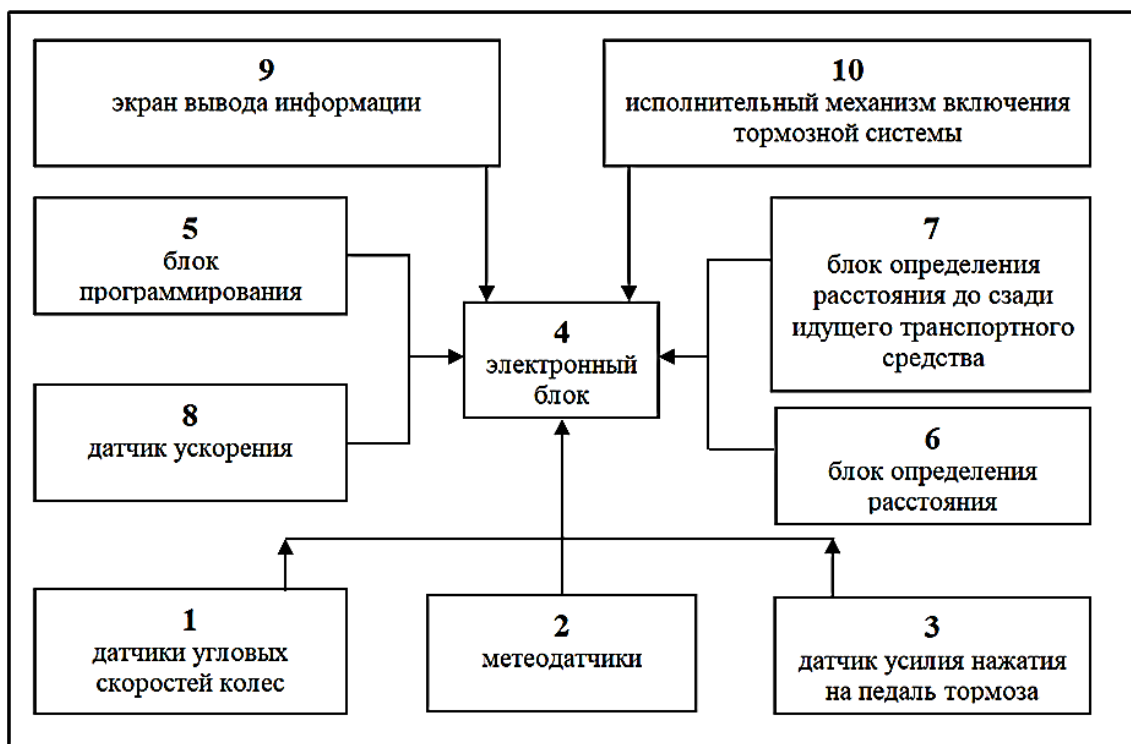 9
экран вывода информации
10
исполнительный механизм включения
тормозной системы
5
блок
программирования
7
блок определения
расстояния до сзади
идущего транспортного
средства
4
электронный
блок
8
датчик ускорения
6
блок определения
расстояния
1
датчики угловых
скоростей колес
2
метеодатчики
3
датчик усилия нажатия
на педаль тормоза